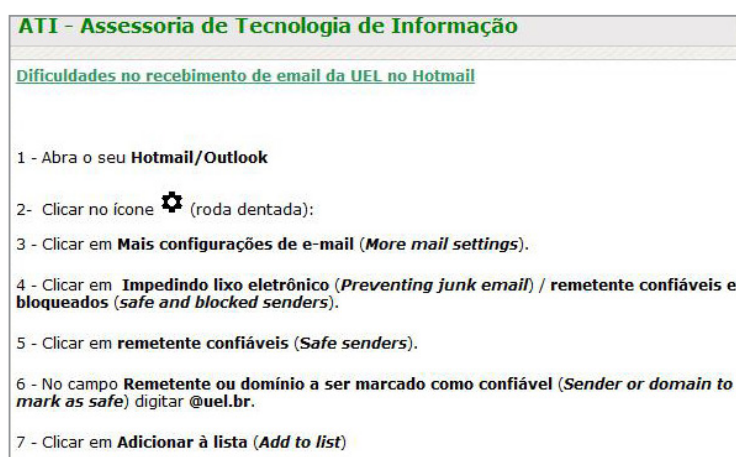 ATI - Assessoria de Tecnologia de Informação
Dificuldades no recebimento de email da UEL no Hotmail
1 - Abra o seu Hotmail/Outlook
2- Clicar no ícone (roda dentada):
3 - Clicar em Mais configurações de e-mail (More mail settings).
4 - Clicar em Impedindo lixo eletrônico (Preventing junk email) / remetente confiáveis e
bloqueados (safe and blocked senders).
5 - Clicar em remetente confiáveis (Safe senders).
6 - No campo Remetente ou domínio a ser marcado como confiável (Sender or domain to
mark as safe) digitar @uel.br.
7 - Clicar em Adicionar à lista (Add to list)